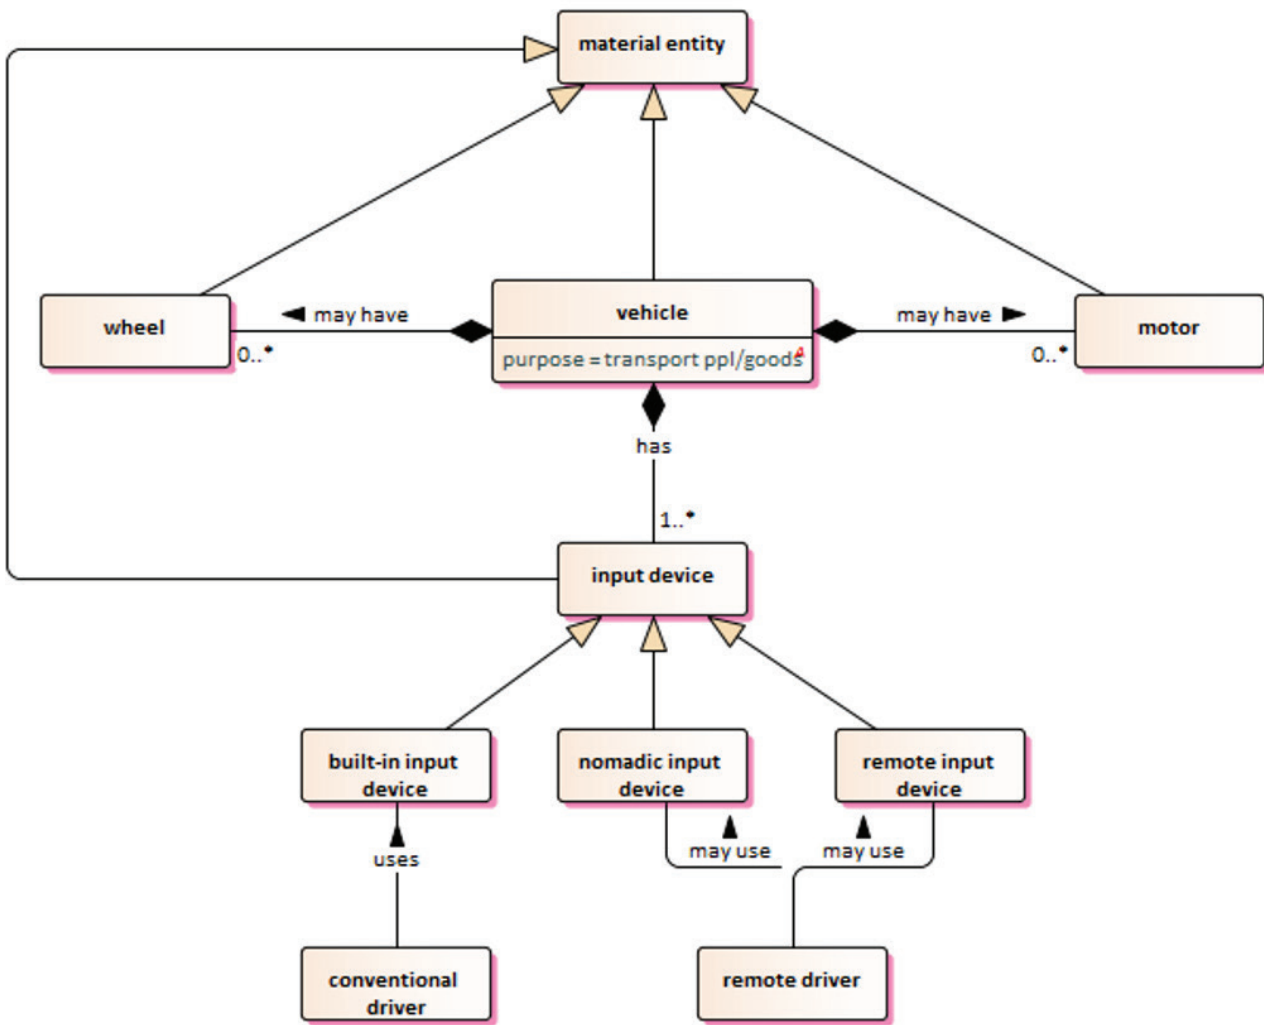 material entity
wheel
may have
0..*
vehicle
purpose = transport ppl/goods
may have
0..*
motor
has
1..*
input device
built-in input
device
nomadic input
device
remote input
device
uses
may use
may use
conventional
driver
remote driver